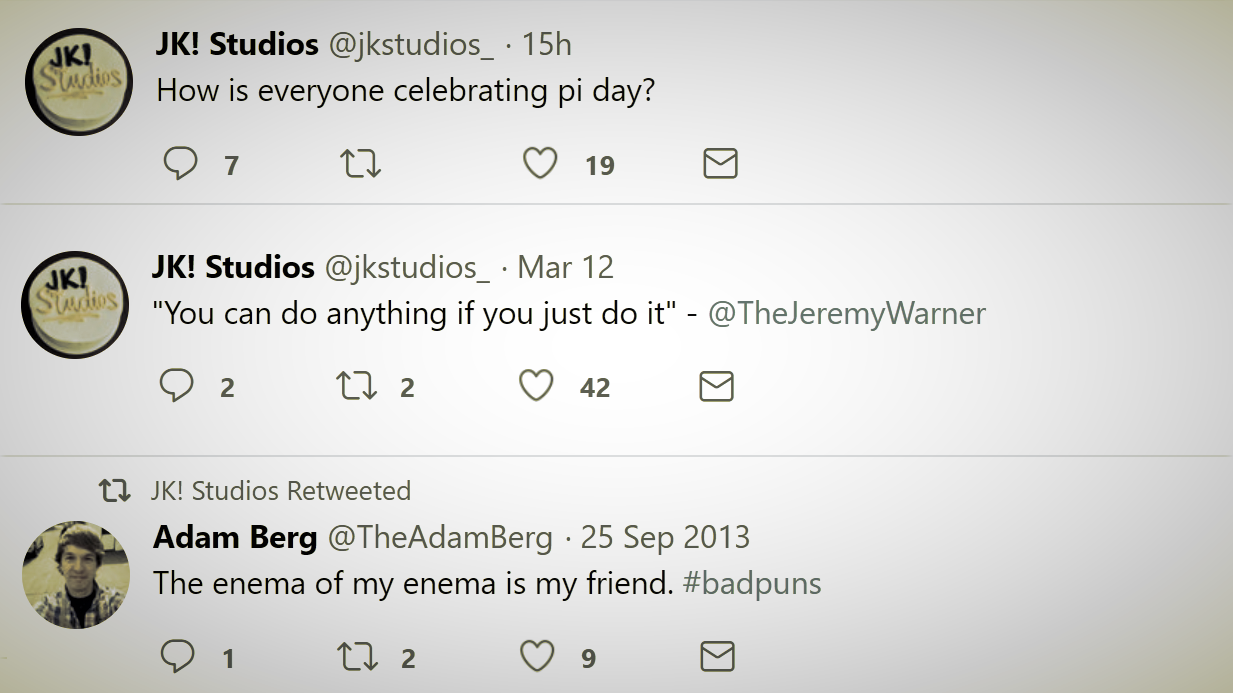 JK! Studios
JK! Studios @jkstudios_ · 15h
How is everyone celebrating pi day?
7 19
JK! Studios
JK! Studios @jkstudios_ · Mar 12
"You can do anything if you just do it" - @TheJeremyWarner
2 2 42
JK! Studios Retweeted
Adam Berg @TheAdamBerg · 25 Sep 2013
The enema of my enema is my friend. #badpuns
1 2 9